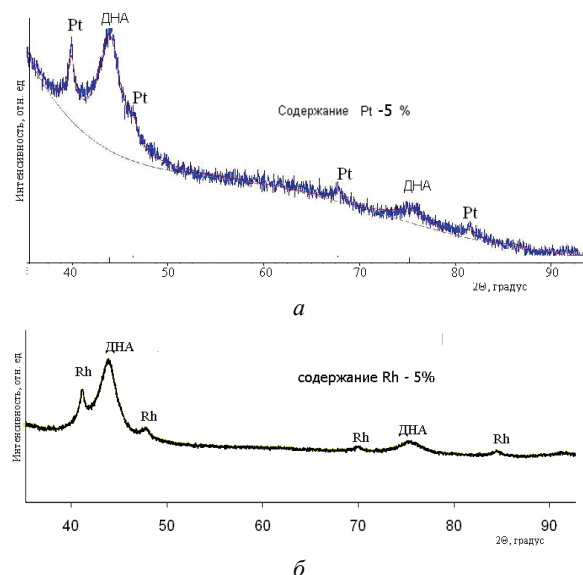 Pt
ДНА
Pt
Содержание Pt -5 %
Pt
ДНА
Pt
Интенсивность, отн. ед
40 50 60 70 80 90
2Θ, градус
а
ДНА
Rh
содержание Rh - 5%
Rh
Rh
ДНА
Rh
Интенсивность, отн. ед
40 50 60 70 80 90
2Θ, градус
б